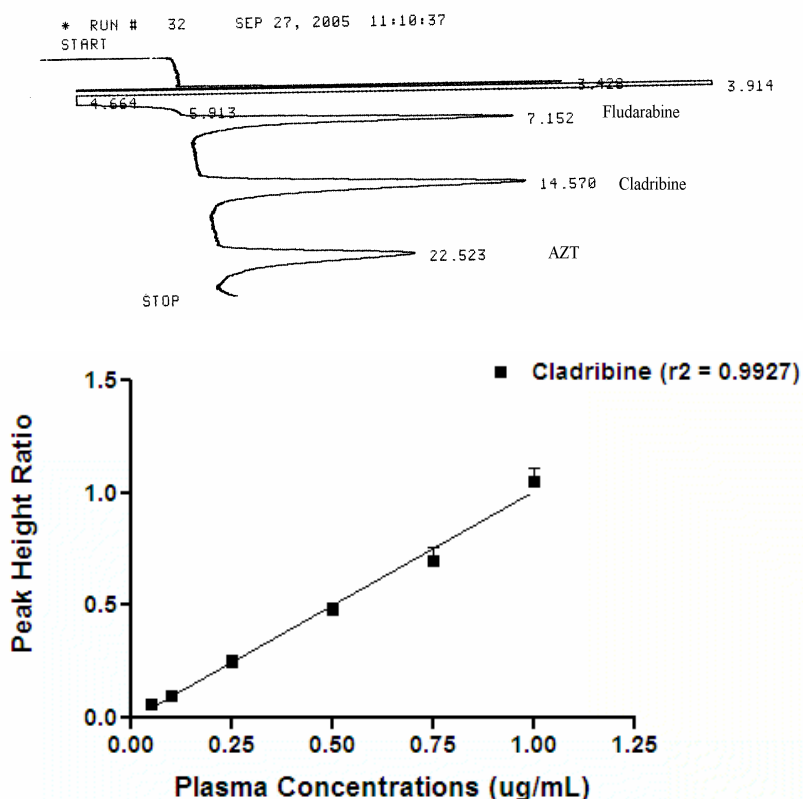 * RUN # 32 SEP 27, 2005 11:10:37
START
3.428
3.914
4.664
5.913
7.152 Fludarabine
14.570 Cladribine
22.523 AZT
STOP
Cladribine (r2 = 0.9927)
Peak Height Ratio
1.5
1.0
0.5
0.0
0.00 0.25 0.50 0.75 1.00 1.25
Plasma Concentrations (ug/mL)